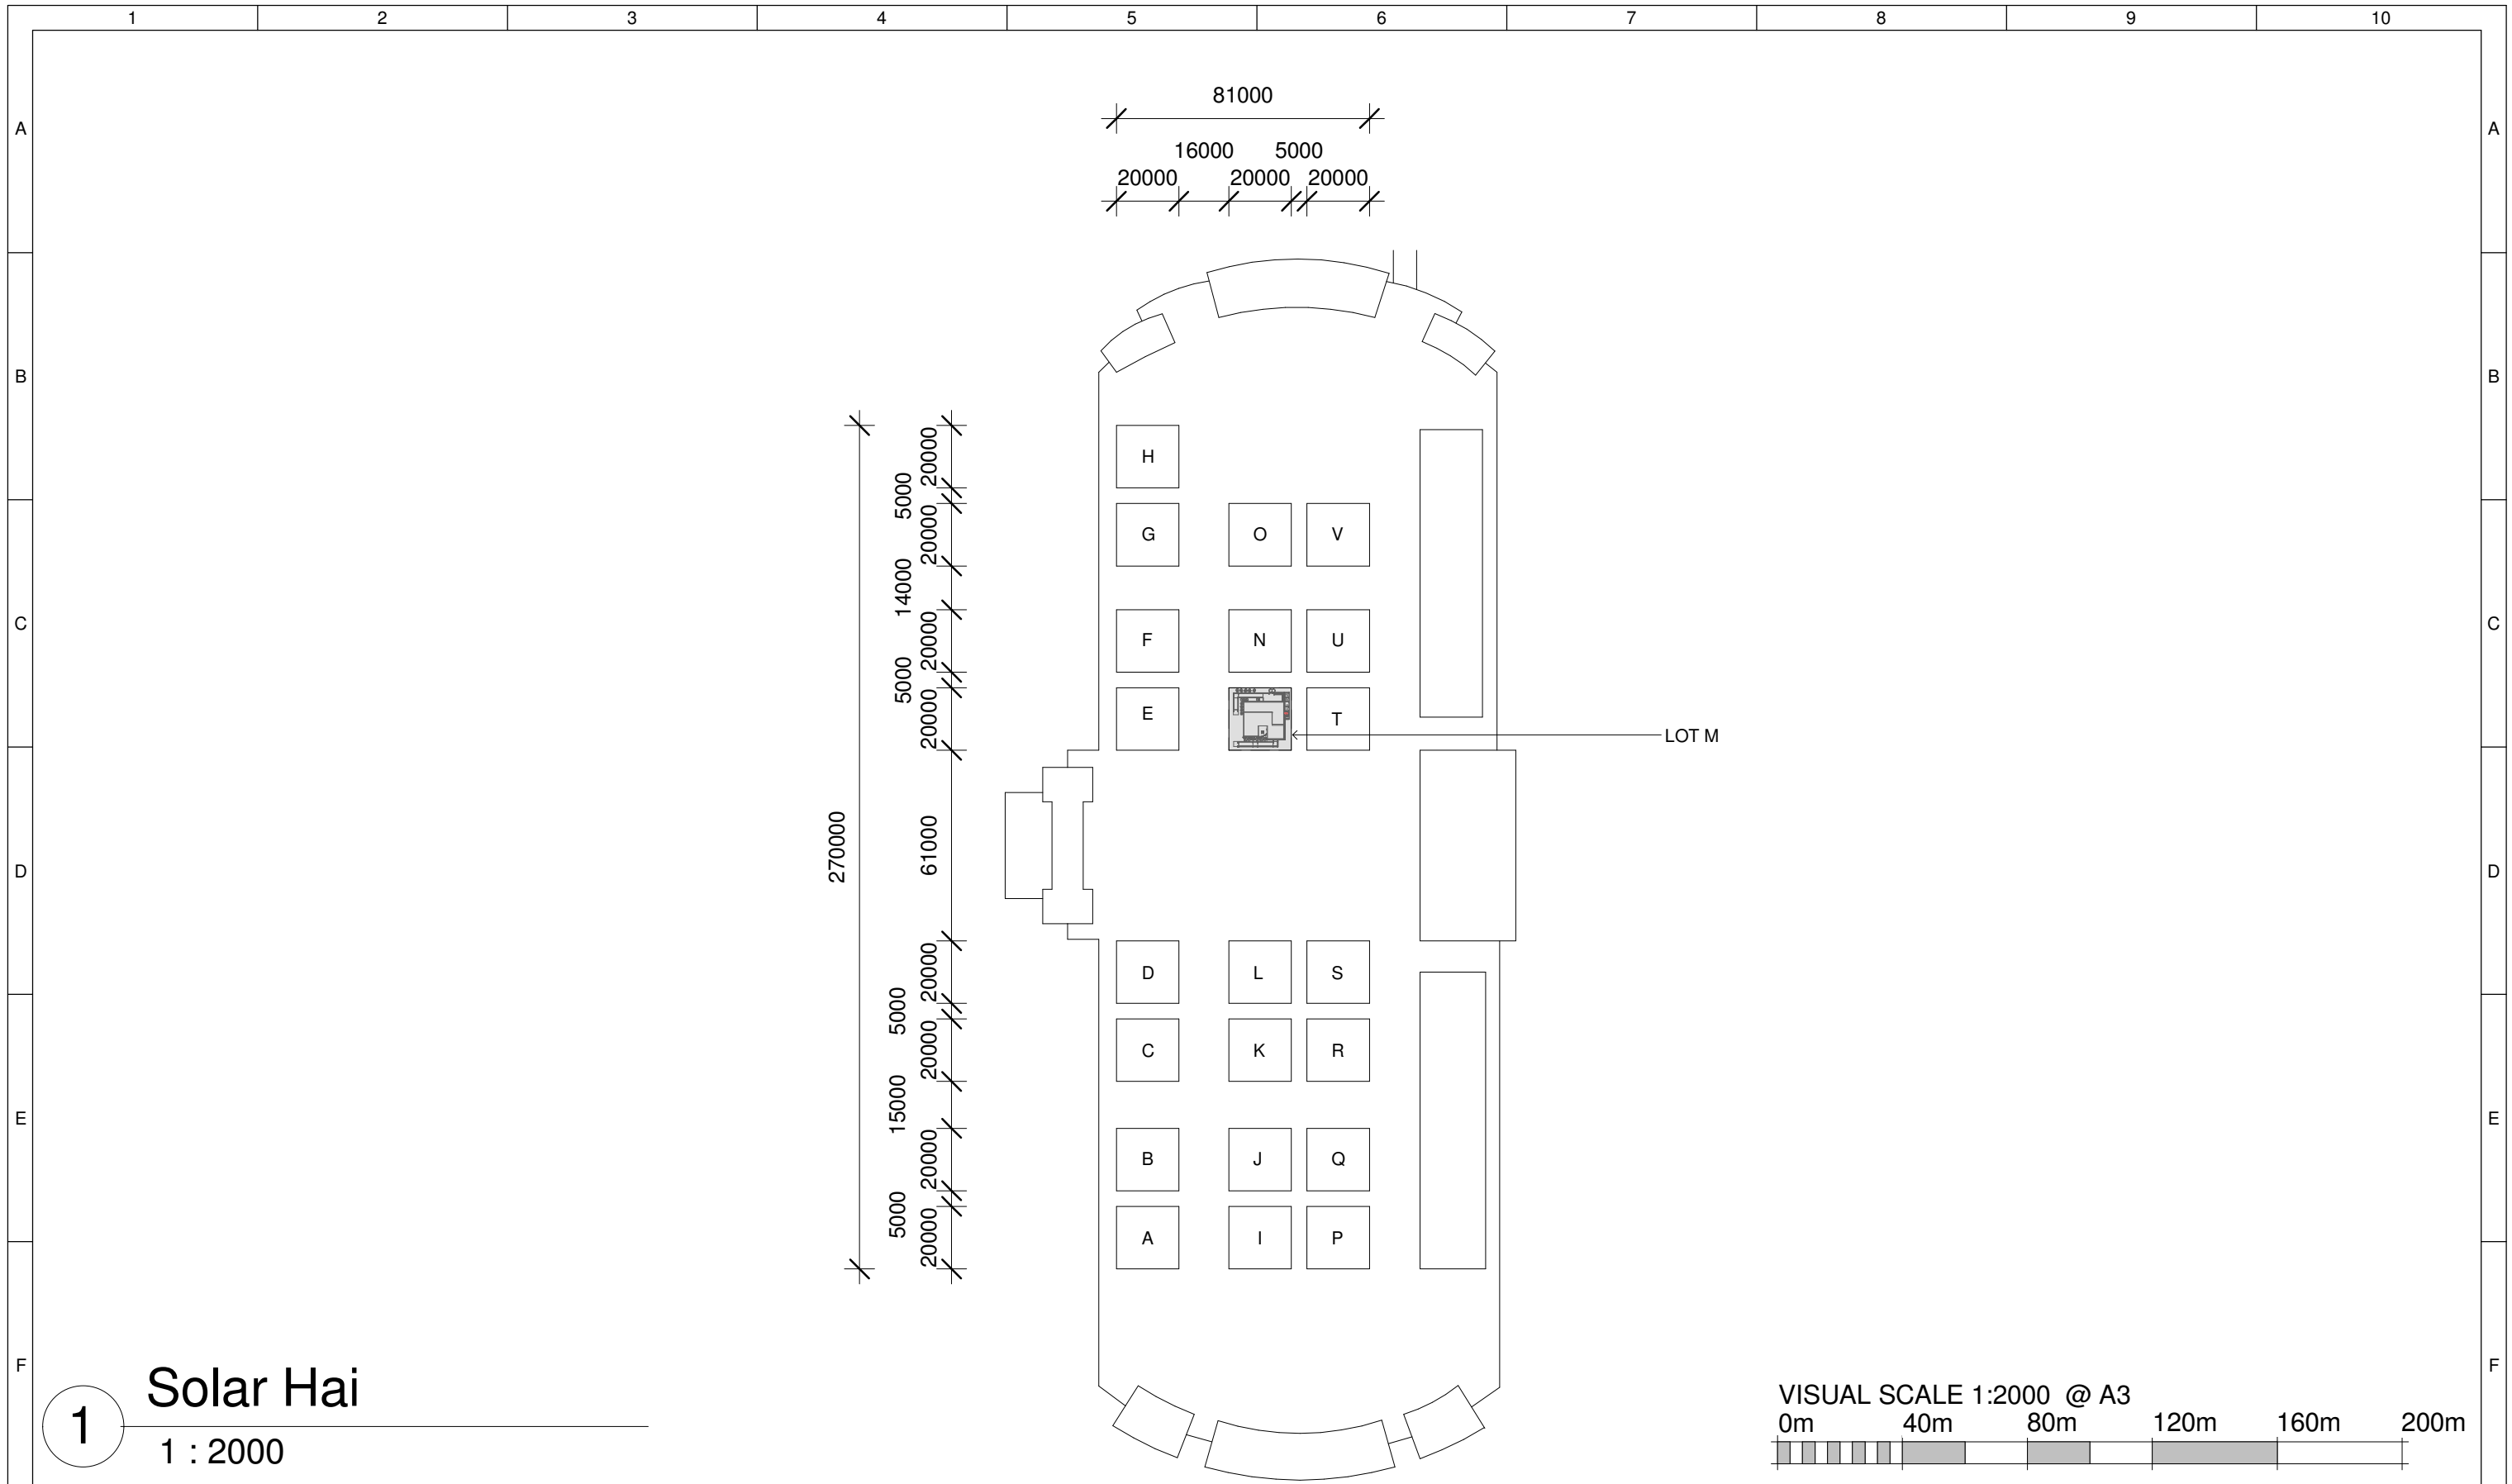 1 2 3 4 5 6 7 8 9 10
81000
A A
16000 5000
20000 20000 20000
B B
H
20000
5000
G O V
20000
14000
C C
F N U
20000
5000
E T
20000
LOT M
270000
61000
D D
D L S
20000
5000
C K R
20000
15000
E E
B J Q
20000
5000
A I P
20000
F F
1 Solar Hai
1 : 2000
VISUAL SCALE 1:2000 @ A3
0m 40m 80m 120m 160m 200m